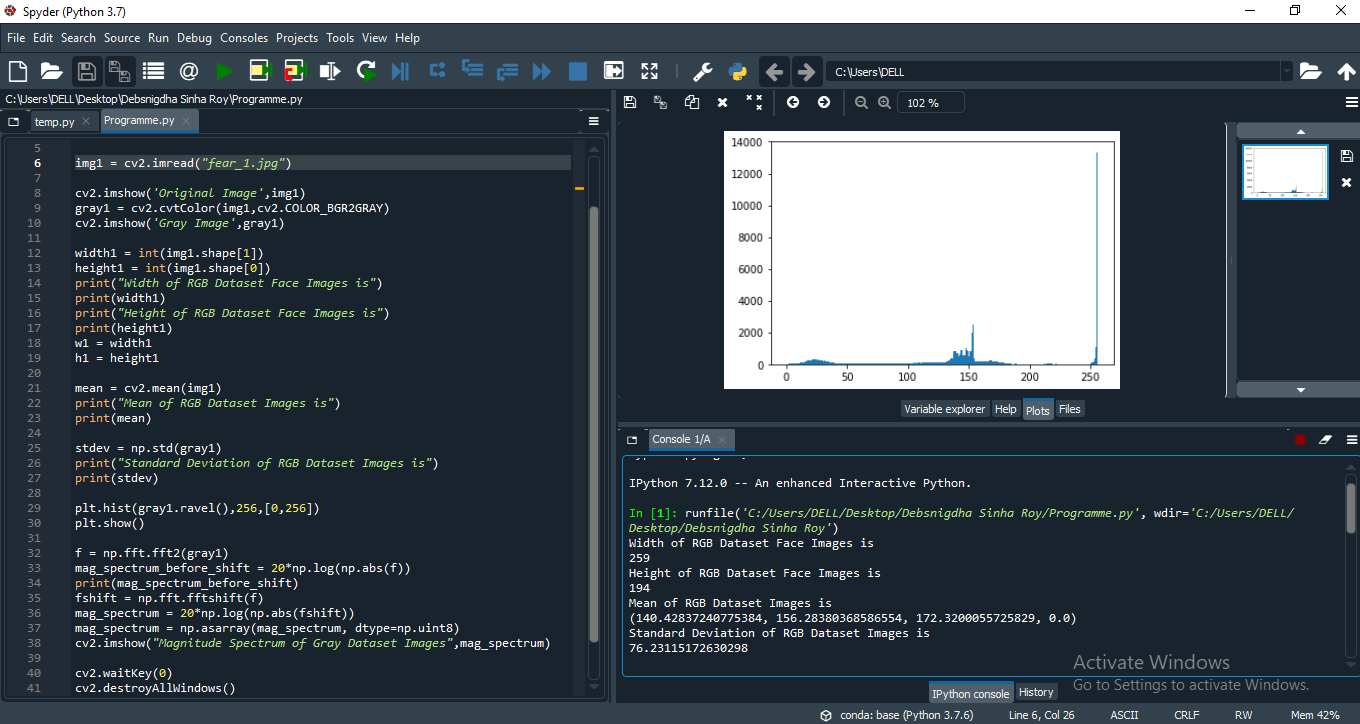 Spyder (Python 3.7)
File Edit Search Source Run Debug Consoles Projects Tools View Help
C:\Users\DELL
C:\Users\DELL\Desktop\Debsnigdha Sinha Roy\Programme.py
temp.py Programme.py
5
6 img1 = cv2.imread("fear_1.jpg")
7
8 cv2.imshow('Original Image',img1)
9 gray1 = cv2.cvtColor(img1,cv2.COLOR_BGR2GRAY)
10 cv2.imshow('Gray Image',gray1)
11
12 width1 = int(img1.shape[1])
13 height1 = int(img1.shape[0])
14 print("Width of RGB Dataset Face Images is")
15 print(width1)
16 print("Height of RGB Dataset Face Images is")
17 print(height1)
18 w1 = width1
19 h1 = height1
20
21 mean = cv2.mean(img1)
22 print("Mean of RGB Dataset Images is")
23 print(mean)
24
25 stdev = np.std(gray1)
26 print("Standard Deviation of RGB Dataset Images is")
27 print(stdev)
28
29 plt.hist(gray1.ravel(),256,[0,256])
30 plt.show()
31
32 f = np.fft.fft2(gray1)
33 mag_spectrum_before_shift = 20*np.log(np.abs(f))
34 print(mag_spectrum_before_shift)
35 fshift = np.fft.fftshift(f)
36 mag_spectrum = 20*np.log(np.abs(fshift))
37 mag_spectrum = np.asarray(mag_spectrum, dtype=np.uint8)
38 cv2.imshow("Magnitude Spectrum of Gray Dataset Images",mag_spectrum)
39
40 cv2.waitKey(0)
41 cv2.destroyAllWindows()
102 %
14000
12000
10000
8000
6000
4000
2000
0
0 50 100 150 200 250
Variable explorer Help Plots Files
Console 1/A
IPython 7.12.0 -- An enhanced Interactive Python.
In [1]: runfile('C:/Users/DELL/Desktop/Debsnigdha Sinha Roy/Programme.py', wdir='C:/Users/DELL/
Desktop/Debsnigdha Sinha Roy')
Width of RGB Dataset Face Images is
259
Height of RGB Dataset Face Images is
194
Mean of RGB Dataset Images is
(140.42837240775384, 156.28380368586554, 172.3200055725829, 0.0)
Standard Deviation of RGB Dataset Images is
76.23115172630298
Activate Windows
Go to Settings to activate Windows.
IPython console History
conda: base (Python 3.7.6) Line 6, Col 26 ASCII CRLF RW Mem 42%